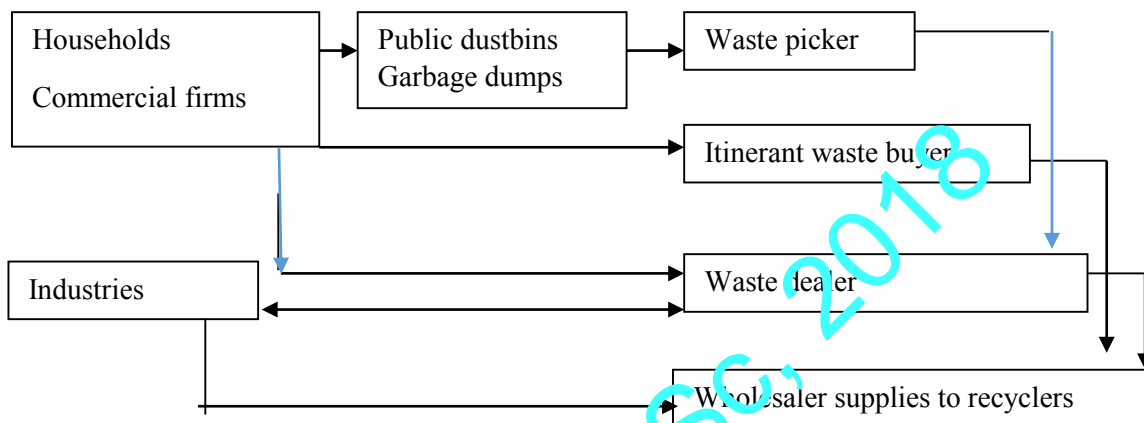 Households
Commercial firms
Public dustbins
Garbage dumps
Waste picker
Itinerant waste buyer
Industries
Waste dealer
Wholesaler supplies to recyclers
2018